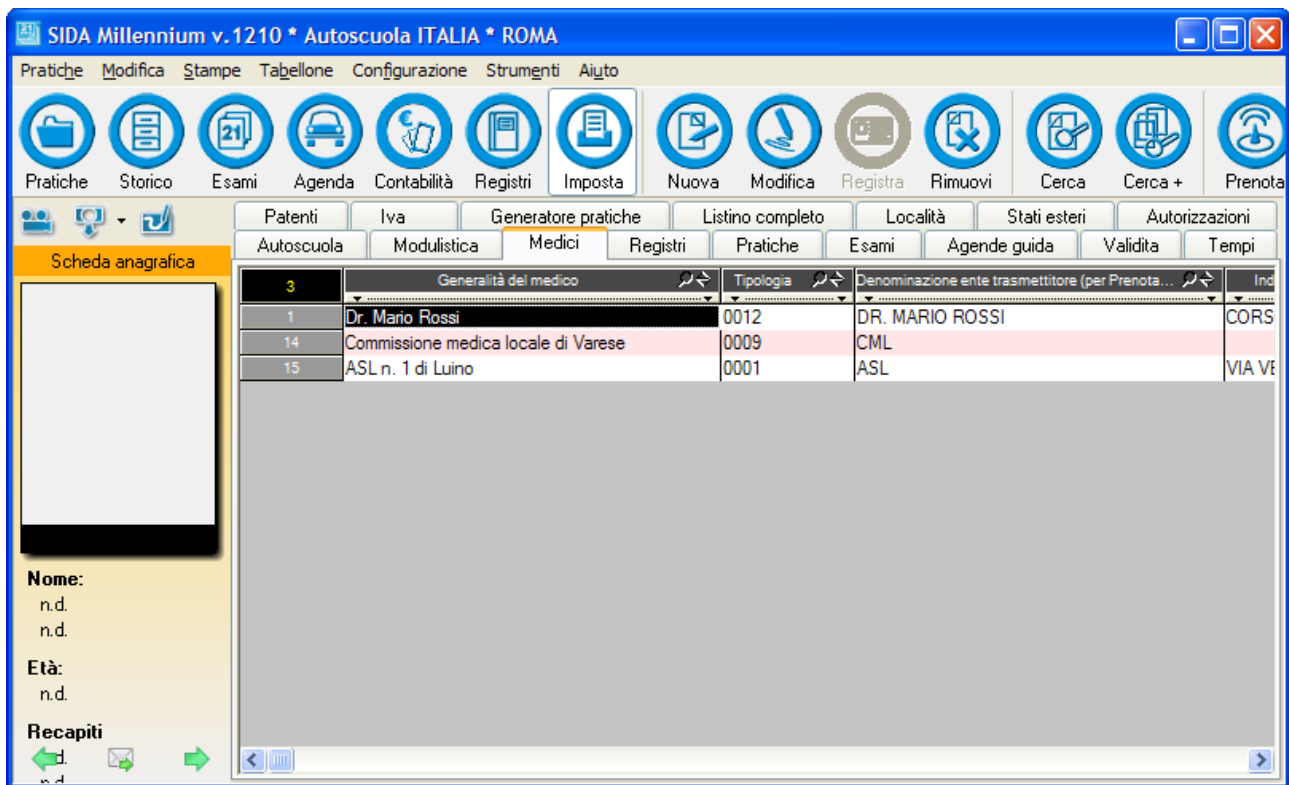 SIDA Millennium v.1210 * Autoscuola ITALIA * ROMA
Pratiche Modifica Stampe Tabellone Configurazione Strumenti Aiuto
21
Pratiche Storico Esami Agenda Contabilità Registri Imposta Nuova Modifica Registra Rimuovi Cerca Cerca + Prenota
Patenti Iva Generatore pratiche Listino completo Località Stati esteri Autorizzazioni
Autoscuola Modulistica Medici Registri Pratiche Esami Agende guida Validita Tempi
Scheda anagrafica
3 Generalità del medico Tipologia Denominazione ente trasmettitore (per Prenota... Ind
1 Dr. Mario Rossi 0012 DR. MARIO ROSSI CORS
14 Commissione medica locale di Varese 0009 CML
15 ASL n. 1 di Luino 0001 ASL VIA VE
Nome:
n.d.
n.d.
Età:
n.d.
Recapiti
d.
n.d.